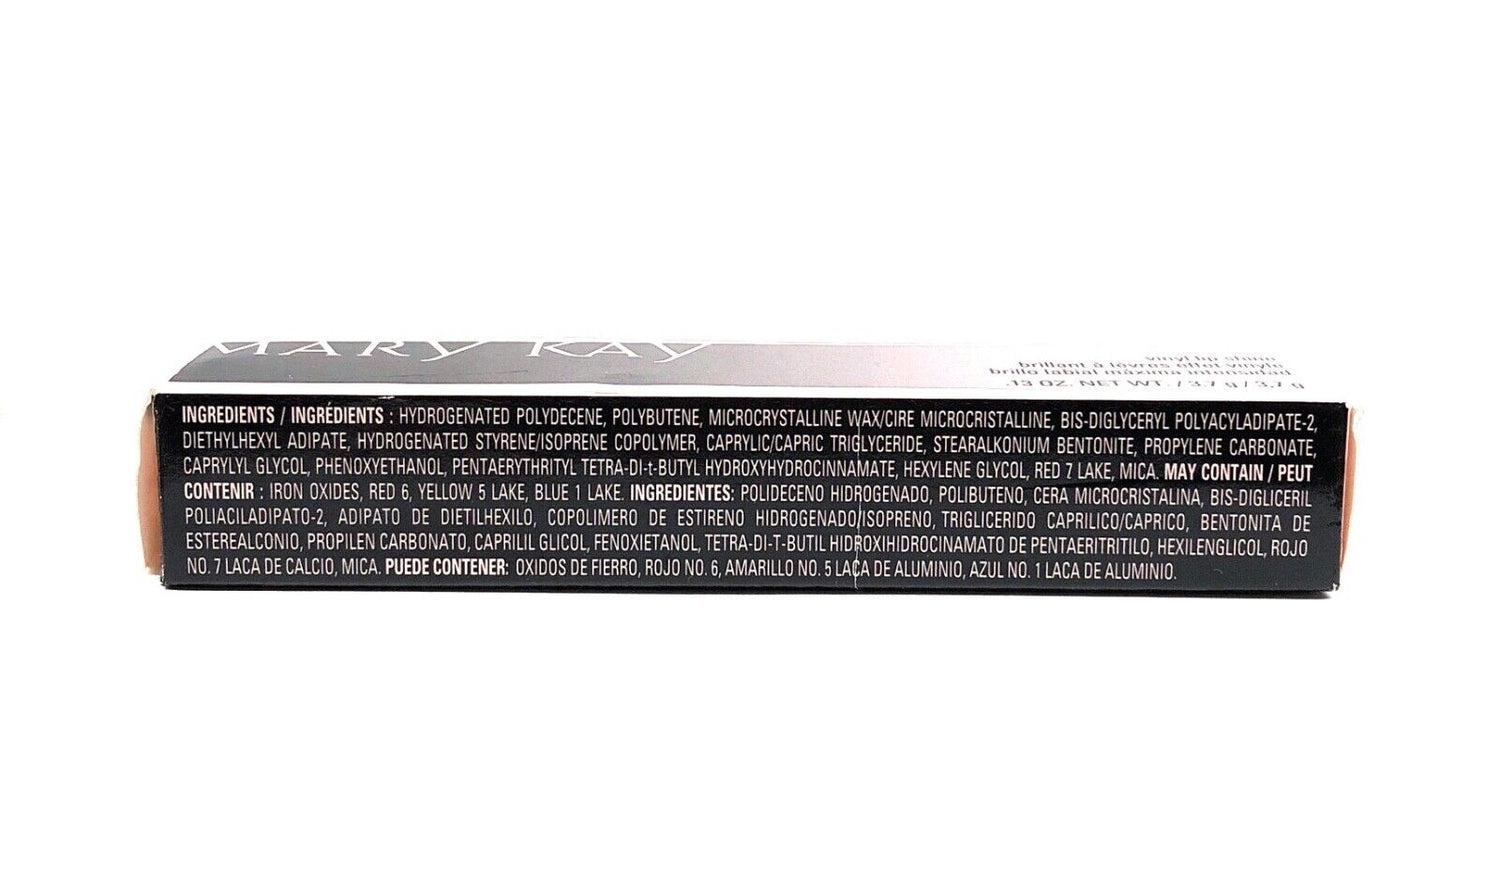 MARY KAY
vinyl lip shine
brillant à lèvres effet vinyle
brillo labial máxima intensidad
.13 OZ. NET WT. / 3,7 g / 3.7 g
INGREDIENTS / INGRÉDIENTS : HYDROGENATED POLYDECENE, POLYBUTENE, MICROCRYSTALLINE WAX/CIRE MICROCRISTALLINE, BIS-DIGLYCERYL POLYACYLADIPATE-2,
DIETHYLHEXYL ADIPATE, HYDROGENATED STYRENE/ISOPRENE COPOLYMER, CAPRYLIC/CAPRIC TRIGLYCERIDE, STEARALKONIUM BENTONITE, PROPYLENE CARBONATE,
CAPRYLYL GLYCOL, PHENOXYETHANOL, PENTAERYTHRITYL TETRA-DI-t-BUTYL HYDROXYHYDROCINNAMATE, HEXYLENE GLYCOL, RED 7 LAKE, MICA. MAY CONTAIN / PEUT
CONTENIR : IRON OXIDES, RED 6, YELLOW 5 LAKE, BLUE 1 LAKE. INGREDIENTES: POLIDECENO HIDROGENADO, POLIBUTENO, CERA MICROCRISTALINA, BIS-DIGLICERIL
POLIACILADIPATO-2, ADIPATO DE DIETILHEXILO, COPOLIMERO DE ESTIRENO HIDROGENADO/ISOPRENO, TRIGLICERIDO CAPRILICO/CAPRICO, BENTONITA DE
ESTEREALCONIO, PROPILEN CARBONATO, CAPRILIL GLICOL, FENOXIETANOL, TETRA-DI-T-BUTIL HIDROXIHIDROCINAMATO DE PENTAERITRITILO, HEXILENGLICOL, ROJO
NO. 7 LACA DE CALCIO, MICA. PUEDE CONTENER: OXIDOS DE FIERRO, ROJO NO. 6, AMARILLO NO. 5 LACA DE ALUMINIO, AZUL NO. 1 LACA DE ALUMINIO.